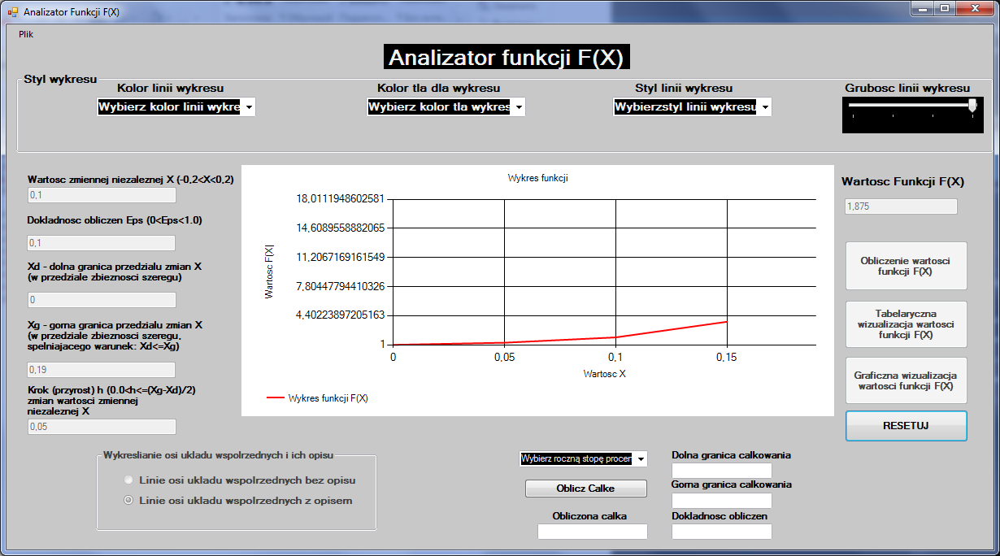 Analizator Funkcji F(X)
Plik
Analizator funkcji F(X)
Styl wykresu
Kolor linii wykresu
Kolor tla dla wykresu
Styl linii wykresu
Grubosc linii wykresu
Wybierz kolor linii wykre
Wybierz kolor tla wykres
Wybierzstyl linii wykresu
Wartosc zmiennej niezaleznej X (-0,2<X<0,2)
0,1
Dokladnosc obliczen Eps (0<Eps<1.0)
0,1
Xd - dolna granica przedzialu zmian X
(w przedziale zbieznosci szeregu)
0
Xg - gorna granica przedzialu zmian X
(w przedziale zbieznosci szeregu,
spelniajacego warunek: Xd<=Xg)
0,19
Krok (przyrost) h (0.0<h<=(Xg-Xd)/2)
zmian wartosci zmiennej
niezaleznej X
0,05
Wykres funkcji
Wartosc F(X)
18,0111948602581
14,6089558882065
11,2067169161549
7,80447794410326
4,40223897205163
1
0
0,05
0,1
0,15
Wartosc X
Wykres funkcji F(X)
Wartosc Funkcji F(X)
1,875
Obliczenie wartosci
funkcji F(X)
Tabelaryczna
wizualizacja wartosci
funkcji F(X)
Graficzna wizualizacja
wartosci funkcji F(X)
RESETUJ
Wykreslianie osi ukladu wspolrzednych i ich opisu
Linie osi ukladu wspolrzednych bez opisu
Linie osi ukladu wspolrzednych z opisem
Wybierz roczną stopę procer
Oblicz Calke
Obliczona calka
Dolna granica calkowania
Gorna granica calkowania
Dokladnosc obliczen